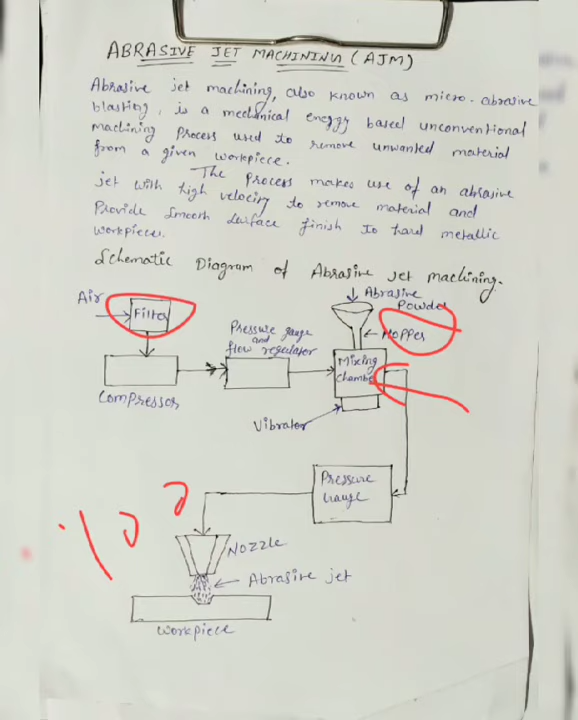 ABRASIVE JET MACHINING (AJM)
Abrasive jet machining, also known as micro-abrasive
blasting, is a mechanical energy based unconventional
machining process used to remove unwanted material
from a given workpiece.
The process makes use of an abrasive
jet with high velocity to remove material and
Provide smooth surface finish to hard metallic
workpieces.
Schematic Diagram of Abrasive jet machining.
Air
Filter
Abrasive
Powder
Hopper
Pressure gauge
and
flow regulator
Mixing
chamber
Compressor
Vibrator
Pressure
Gauge
Nozzle
Abrasive jet
workpiece